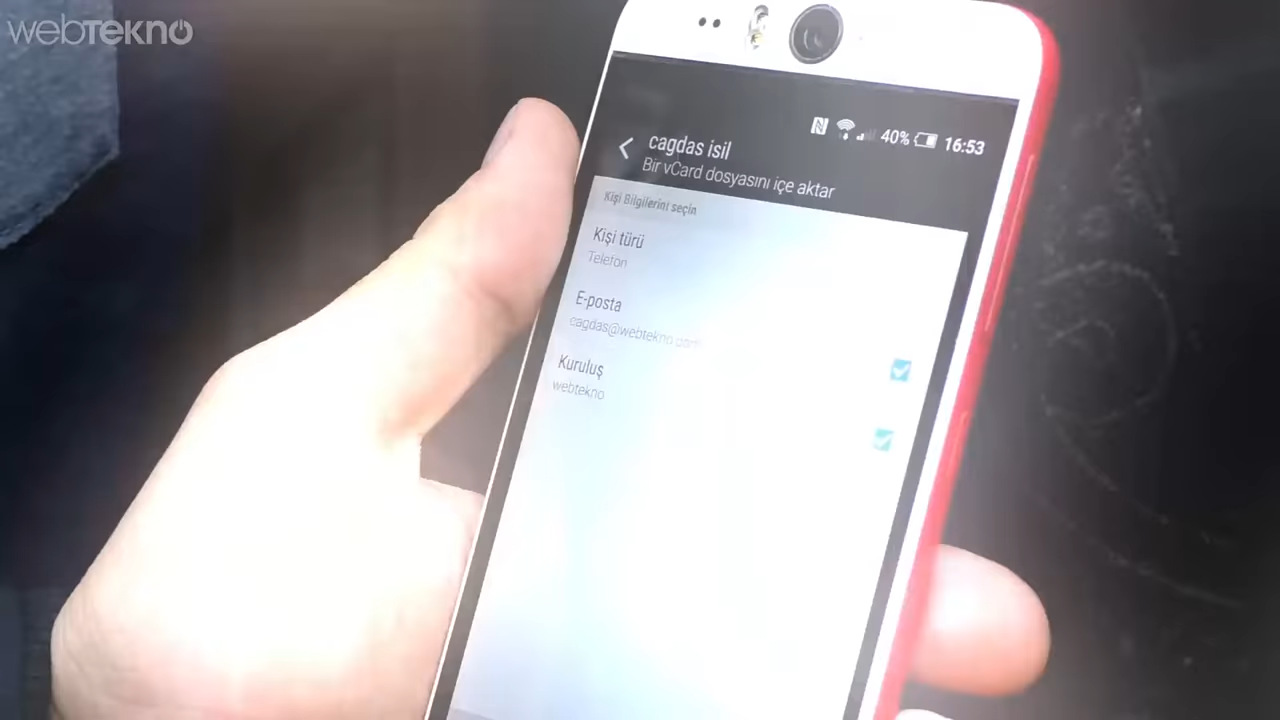 webTEKNO
40% 16:53
cagdas isil
Bir vCard dosyasını içe aktar
Kişi Bilgilerini seçin
Kişi türü
Telefon
E-posta
cagdas@webtekno.com
Kuruluş
webtekno